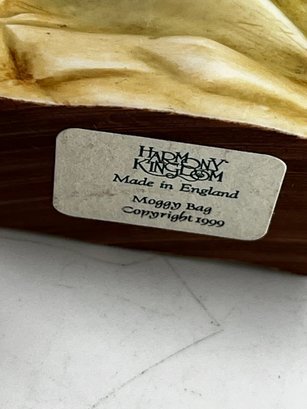 HARMONY
KINGDOM
Made in England
Moggy Bag
Copyright 1999